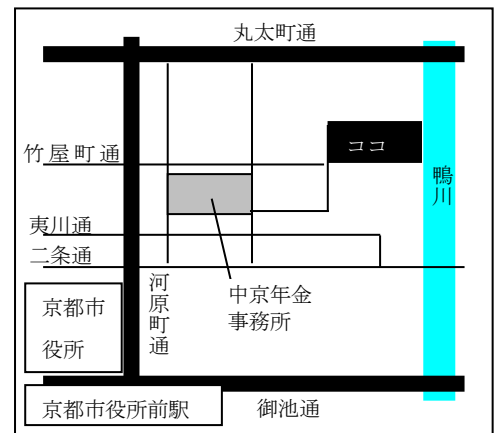 丸太町通
ココ
竹屋町通
鴨川
夷川通
二条通
河原町通
中京年金
事務所
京都市
役所
京都市役所前駅
御池通